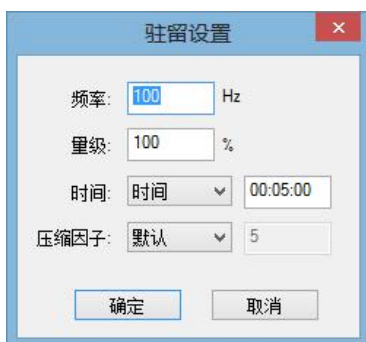 驻留设置
频率: 100 Hz
量级: 100 %
时间: 时间 00:05:00
压缩因子: 默认 5
确定 取消